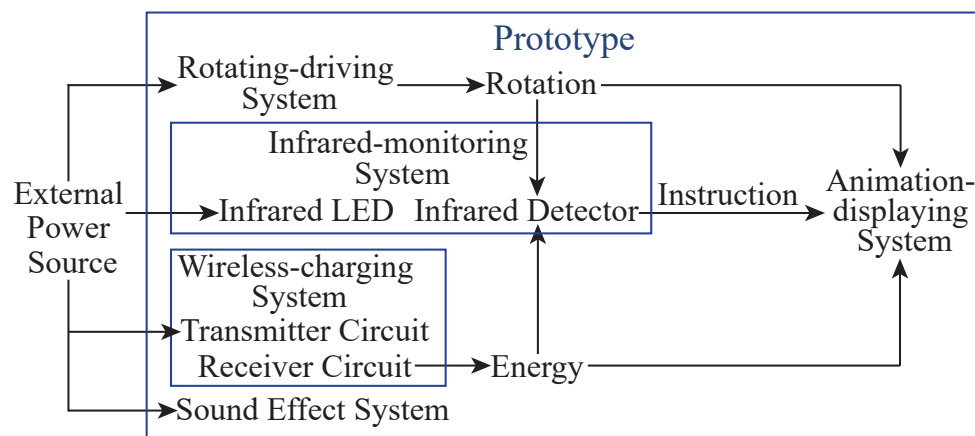 Prototype
Rotating-driving
System
Rotation
Infrared-monitoring
System
External
Power
Source
Infrared LED
Infrared Detector
Instruction
Animation-
displaying
System
Wireless-charging
System
Transmitter Circuit
Receiver Circuit
Energy
Sound Effect System